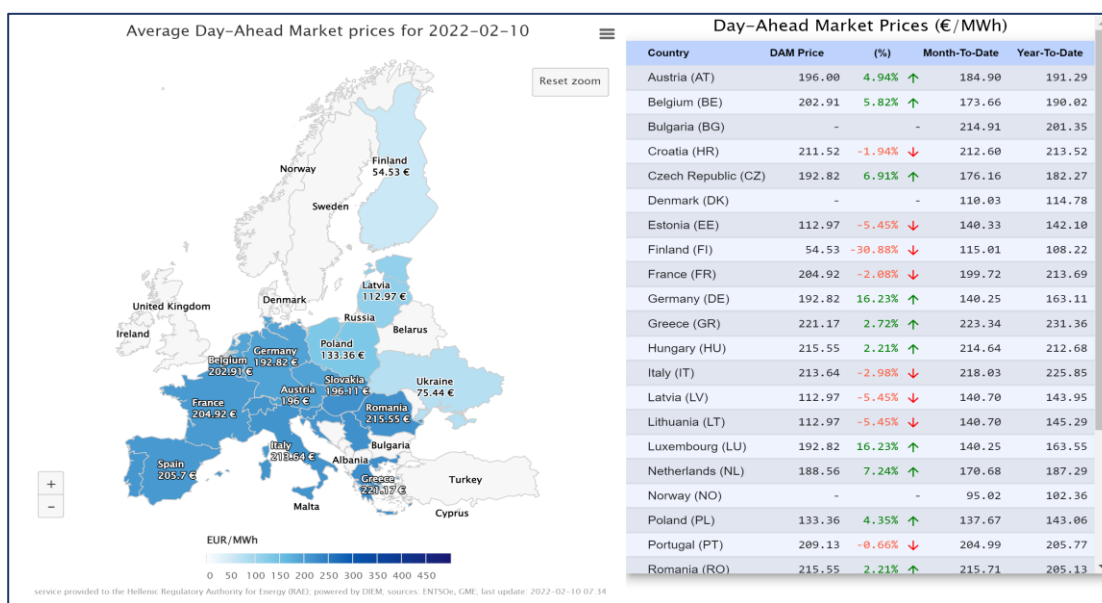 Average Day-Ahead Market prices for 2022-02-10
Reset zoom
Finland
54.53 €
Norway
Sweden
Latvia
112.97 €
Denmark
Russia
United Kingdom
Ireland
Belarus
Poland
133.36 €
Germany
192.82 €
Belgium
202.91 €
Slovakia
196.11 €
Ukraine
75.44 €
Austria
196 €
France
204.92 €
Romania
215.55 €
Italy
213.64 €
Bulgaria
Albania
Spain
205.7 €
Greece
221.17 €
Turkey
Malta
Cyprus
+
−
EUR/MWh
0 50 100 150 200 250 300 350 400 450
service provided to the Hellenic Regulatory Authority for Energy (RAE); powered by DIEM, sources: ENTSOe, GME, last update: 2022-02-10 07:34
Day-Ahead Market Prices (€/MWh)
Country DAM Price (%) Month-To-Date Year-To-Date
Austria (AT) 196.00 4.94% ↑ 184.90 191.29
Belgium (BE) 202.91 5.82% ↑ 173.66 190.02
Bulgaria (BG) - - 214.91 201.35
Croatia (HR) 211.52 -1.94% ↓ 212.60 213.52
Czech Republic (CZ) 192.82 6.91% ↑ 176.16 182.27
Denmark (DK) - - 110.03 114.78
Estonia (EE) 112.97 -5.45% ↓ 140.33 142.10
Finland (FI) 54.53 -30.88% ↓ 115.01 108.22
France (FR) 204.92 -2.08% ↓ 199.72 213.69
Germany (DE) 192.82 16.23% ↑ 140.25 163.11
Greece (GR) 221.17 2.72% ↑ 223.34 231.36
Hungary (HU) 215.55 2.21% ↑ 214.64 212.68
Italy (IT) 213.64 -2.98% ↓ 218.03 225.85
Latvia (LV) 112.97 -5.45% ↓ 140.70 143.95
Lithuania (LT) 112.97 -5.45% ↓ 140.70 145.29
Luxembourg (LU) 192.82 16.23% ↑ 140.25 163.55
Netherlands (NL) 188.56 7.24% ↑ 170.68 187.29
Norway (NO) - - 95.02 102.36
Poland (PL) 133.36 4.35% ↑ 137.67 143.06
Portugal (PT) 209.13 -0.66% ↓ 204.99 205.77
Romania (RO) 215.55 2.21% ↑ 215.71 205.13